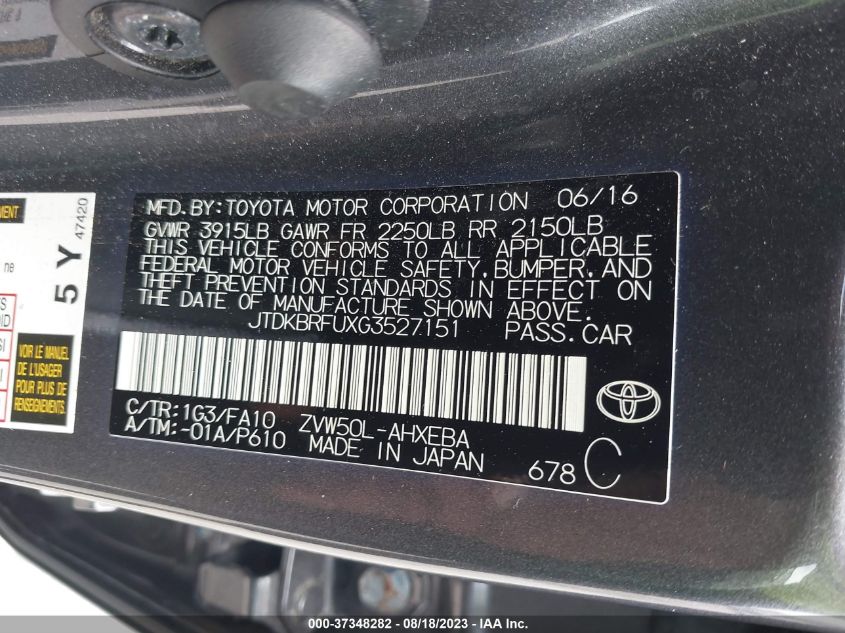 MFD. BY: TOYOTA MOTOR CORPORATION 06/16
GVWR 3915LB GAWR FR 2250LB RR 2150LB
THIS VEHICLE CONFORMS TO ALL APPLICABLE
FEDERAL MOTOR VEHICLE SAFETY, BUMPER, AND
THEFT PREVENTION STANDARDS IN EFFECT ON
THE DATE OF MANUFACTURE SHOWN ABOVE.
JTDKBRFUXG3527151 PASS. CAR
C/TR: 1G3/FA10 ZVW50L-AHXEBA
A/TM: -01A/P610 MADE IN JAPAN
678 C
47420
5 Y
ne
VOIR LE MANUEL
DE L'USAGER
POUR PLUS DE
RENSEIGNEMENTS
000-37348282 - 08/18/2023 - © IAA Inc.